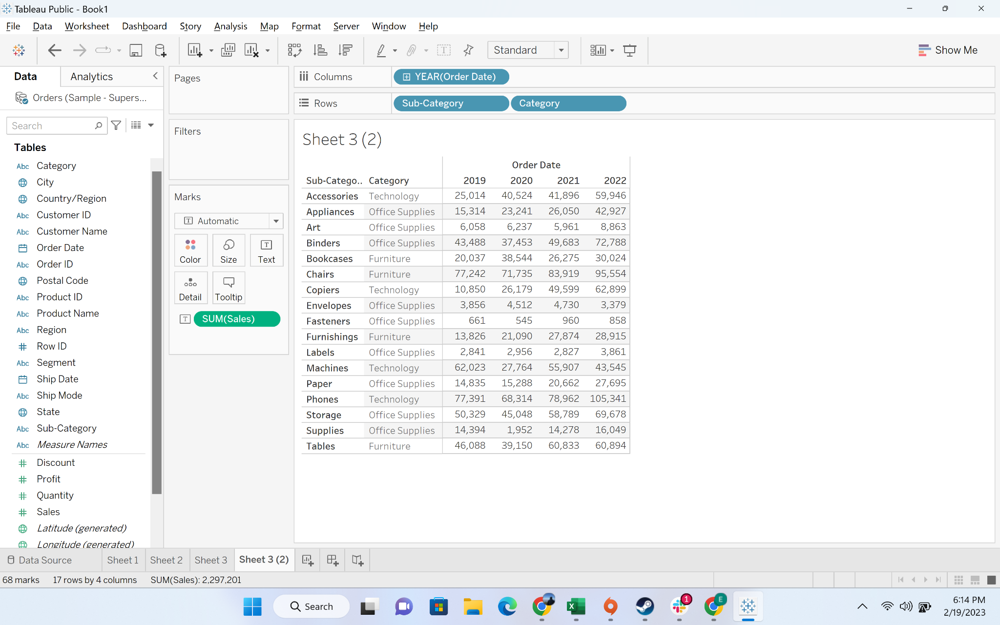 Tableau Public - Book1
File Data Worksheet Dashboard Story Analysis Map Format Server Window Help
Standard
Show Me
Data Analytics
Orders (Sample - Supers...
Search
Tables
Abc Category
City
Country/Region
Abc Customer ID
Abc Customer Name
Order Date
Abc Order ID
Postal Code
Abc Product ID
Abc Product Name
Abc Region
Row ID
Abc Segment
Ship Date
Abc Ship Mode
State
Abc Sub-Category
Abc Measure Names
Discount
Profit
Quantity
Sales
Latitude (generated)
Longitude (generated)
Pages
Filters
Marks
T Automatic
Color Size T Text
Detail Tooltip
T SUM(Sales)
Columns YEAR(Order Date)
Rows Sub-Category Category
Sheet 3 (2)
Order Date
Sub-Catego.. Category 2019 2020 2021 2022
Accessories Technology 25,014 40,524 41,896 59,946
Appliances Office Supplies 15,314 23,241 26,050 42,927
Art Office Supplies 6,058 6,237 5,961 8,863
Binders Office Supplies 43,488 37,453 49,683 72,788
Bookcases Furniture 20,037 38,544 26,275 30,024
Chairs Furniture 77,242 71,735 83,919 95,554
Copiers Technology 10,850 26,179 49,599 62,899
Envelopes Office Supplies 3,856 4,512 4,730 3,379
Fasteners Office Supplies 661 545 960 858
Furnishings Furniture 13,826 21,090 27,874 28,915
Labels Office Supplies 2,841 2,956 2,827 3,861
Machines Technology 62,023 27,764 55,907 43,545
Paper Office Supplies 14,835 15,288 20,662 27,695
Phones Technology 77,391 68,314 78,962 105,341
Storage Office Supplies 50,329 45,048 58,789 69,678
Supplies Office Supplies 14,394 1,952 14,278 16,049
Tables Furniture 46,088 39,150 60,833 60,894
Data Source Sheet 1 Sheet 2 Sheet 3 Sheet 3 (2)
68 marks 17 rows by 4 columns SUM(Sales): 2,297,201
Search
X
1
E
6:14 PM
2/19/2023